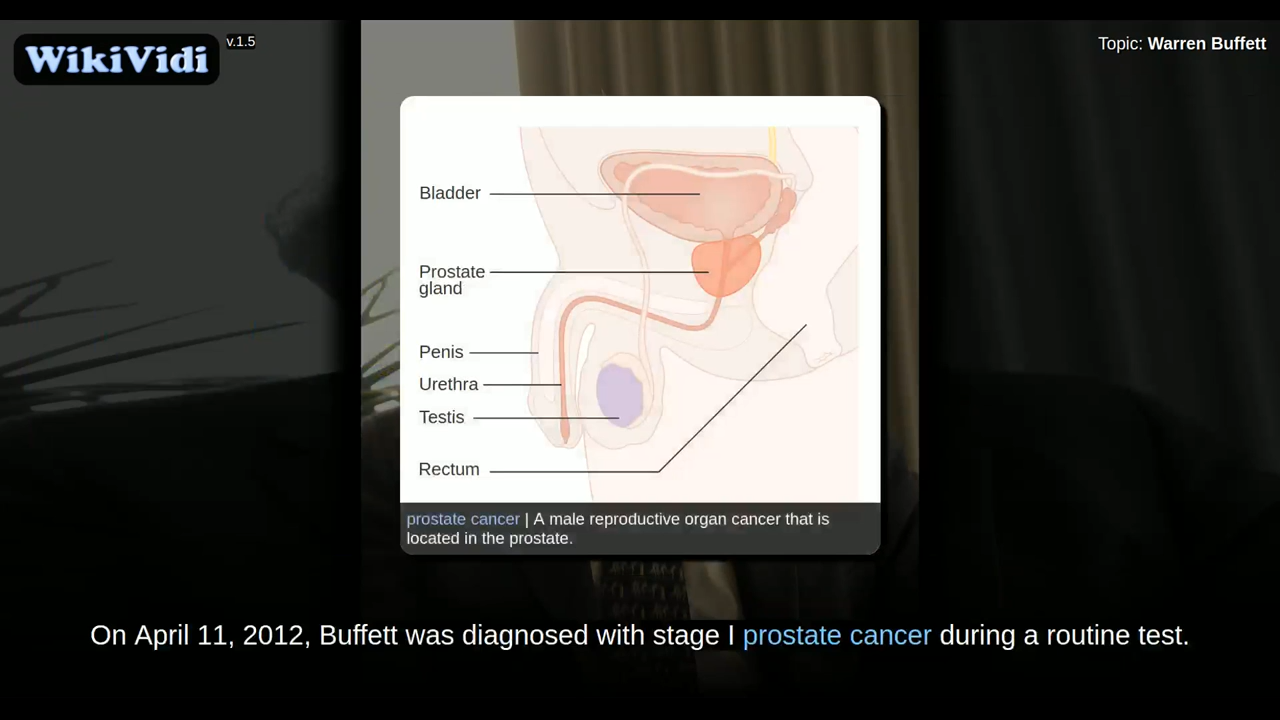 WikiVidi
v.1.5
Topic: Warren Buffett
Bladder
Prostate
gland
Penis
Urethra
Testis
Rectum
prostate cancer | A male reproductive organ cancer that is
located in the prostate.
On April 11, 2012, Buffett was diagnosed with stage I prostate cancer during a routine test.